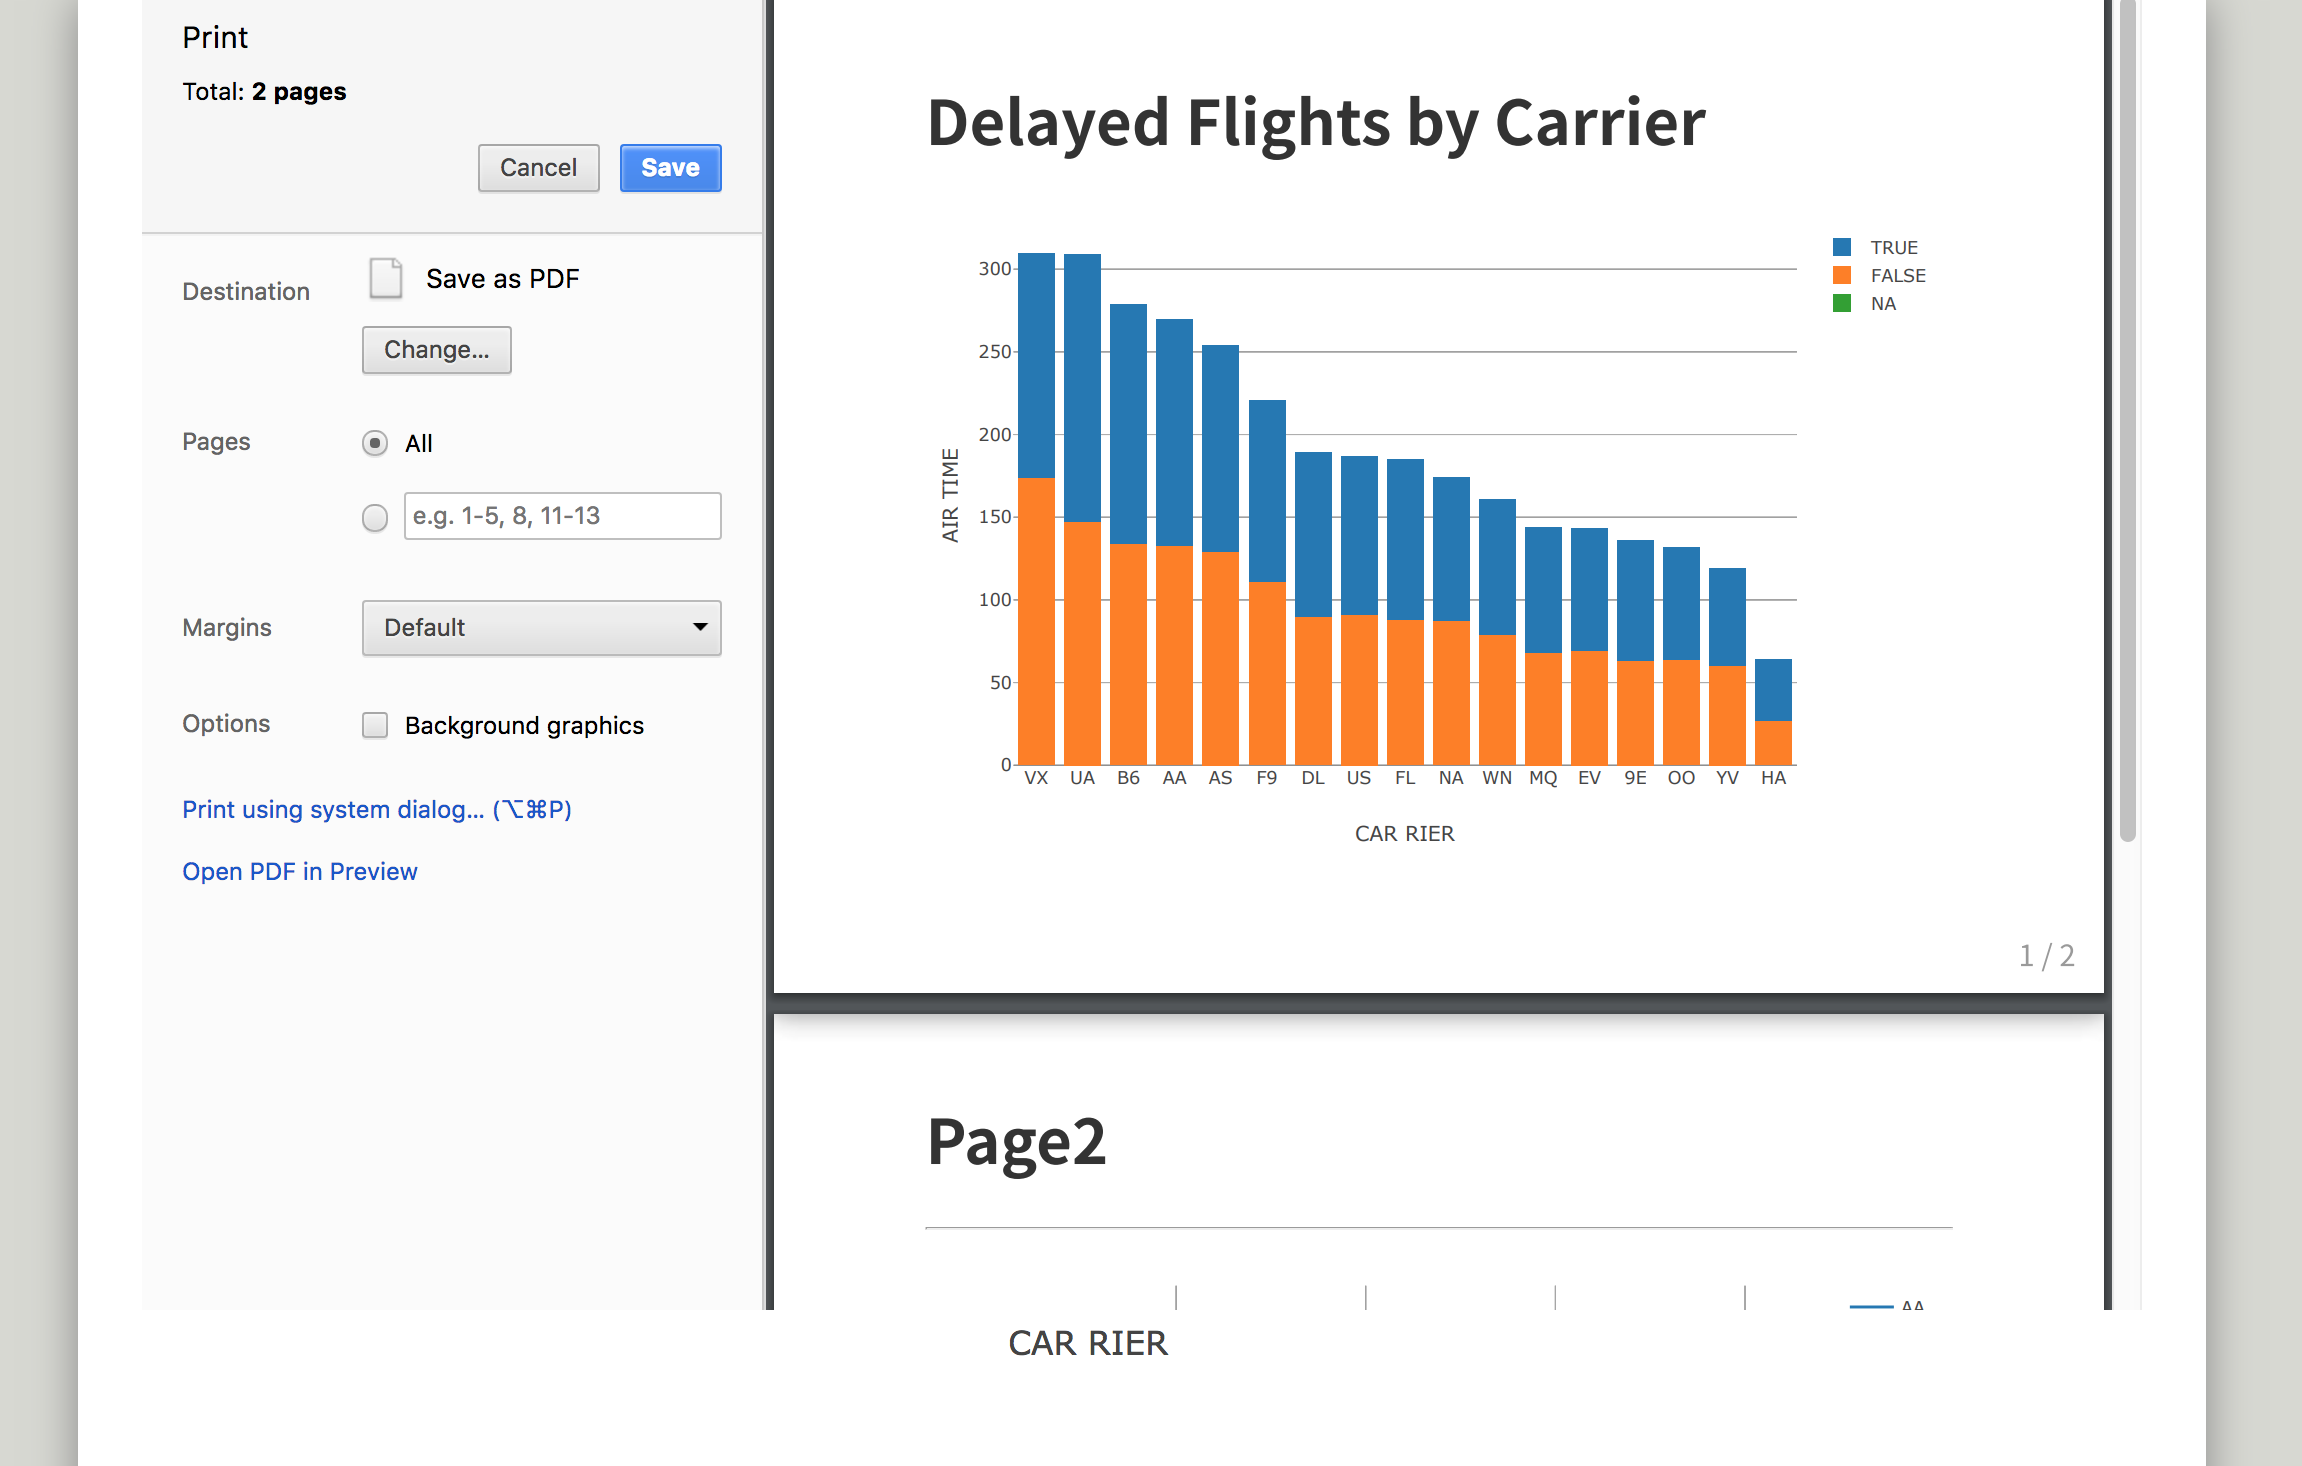 Print
Total: 2 pages
Cancel
Save
Destination
Save as PDF
Change...
Pages
All
e.g. 1-5, 8, 11-13
Margins
Default
Options
Background graphics
Print using system dialog... (⌥⌘P)
Open PDF in Preview
Delayed Flights by Carrier
TRUE
FALSE
NA
AIR TIME
300
250
200
150
100
50
0
VX UA B6 AA AS F9 DL US FL NA WN MQ EV 9E OO YV HA
CAR RIER
1 / 2
Page2
AA
CAR RIER